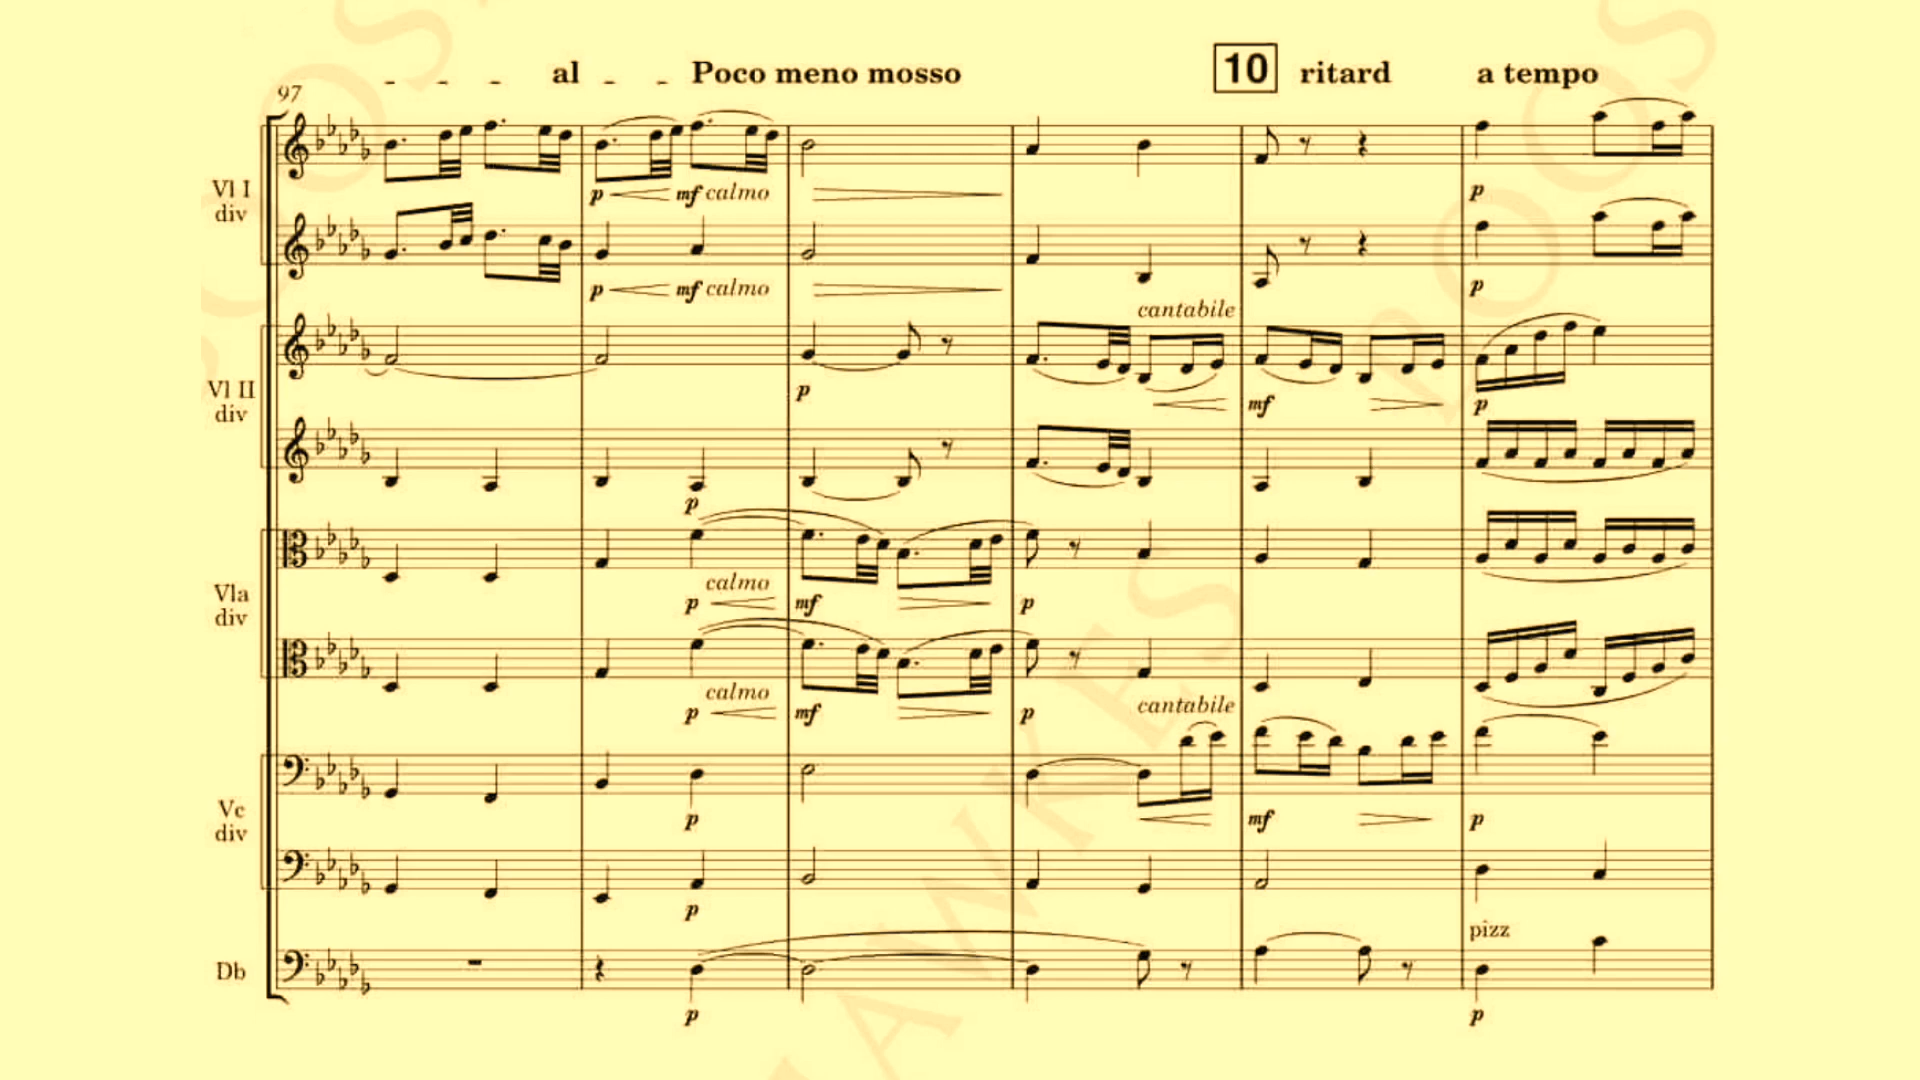 al Poco meno mosso 10 ritard a tempo
97
Vl I
div
p mf calmo p
p mf calmo p
cantabile
Vl II
div
p mf p
p
Vla
div
calmo
p mf p
calmo
p mf p
cantabile
Vc
div
p mf p
p
pizz
Db
p p
HAWKES